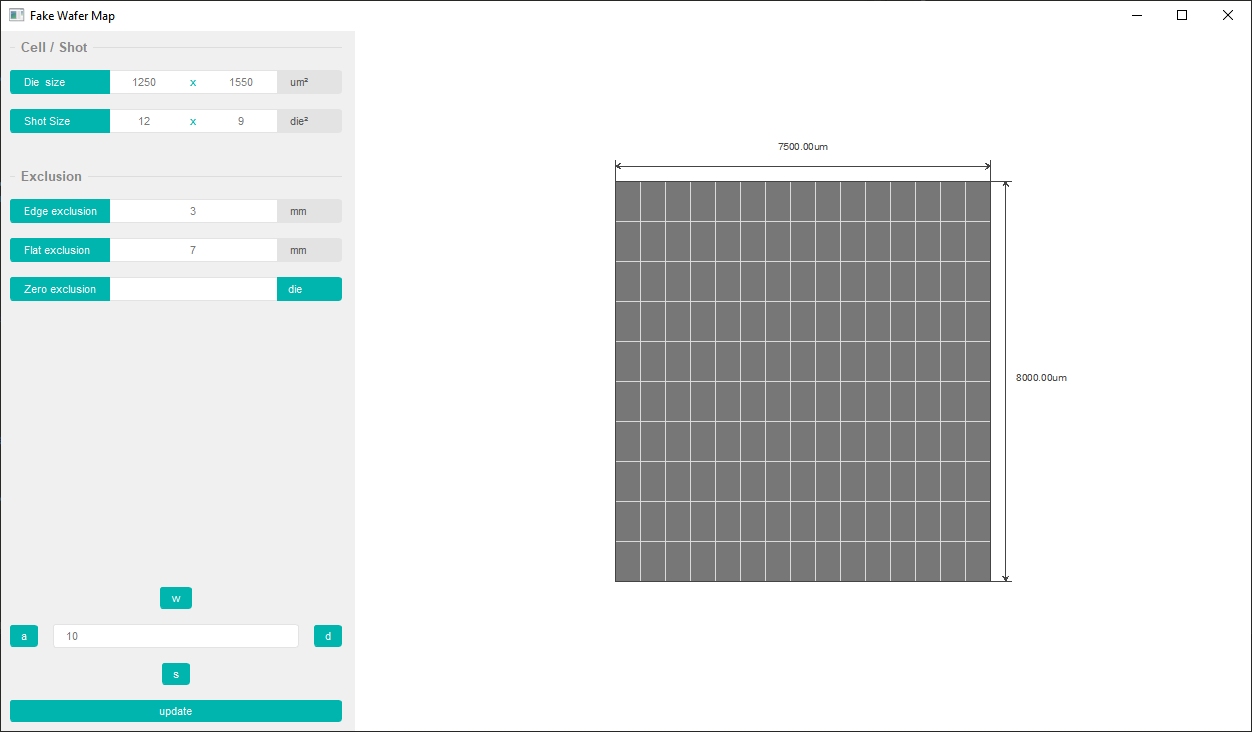 Fake Wafer Map
Cell / Shot
Die size 1250 x 1550 um²
Shot Size 12 x 9 die²
Exclusion
Edge exclusion 3 mm
Flat exclusion 7 mm
Zero exclusion die
w
a 10 d
s
update
7500.00um
8000.00um